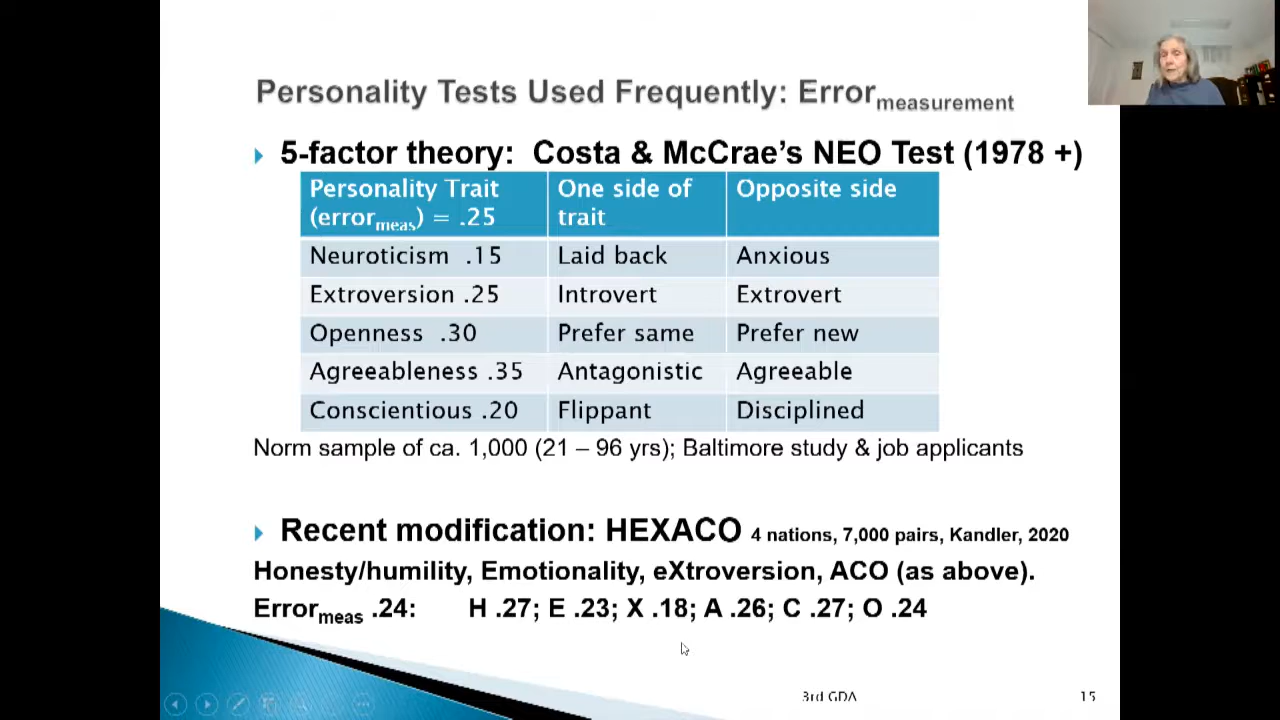 Personality Tests Used Frequently: Errormeasurement
5-factor theory: Costa & McCrae's NEO Test (1978 +)
Personality Trait One side of Opposite side
(errormeas) = .25 trait
Neuroticism .15 Laid back Anxious
Extroversion .25 Introvert Extrovert
Openness .30 Prefer same Prefer new
Agreeableness .35 Antagonistic Agreeable
Conscientious .20 Flippant Disciplined
Norm sample of ca. 1,000 (21 – 96 yrs); Baltimore study & job applicants
Recent modification: HEXACO 4 nations, 7,000 pairs, Kandler, 2020
Honesty/humility, Emotionality, eXtroversion, ACO (as above).
Errormeas .24: H .27; E .23; X .18; A .26; C .27; O .24
3rd GDA 15